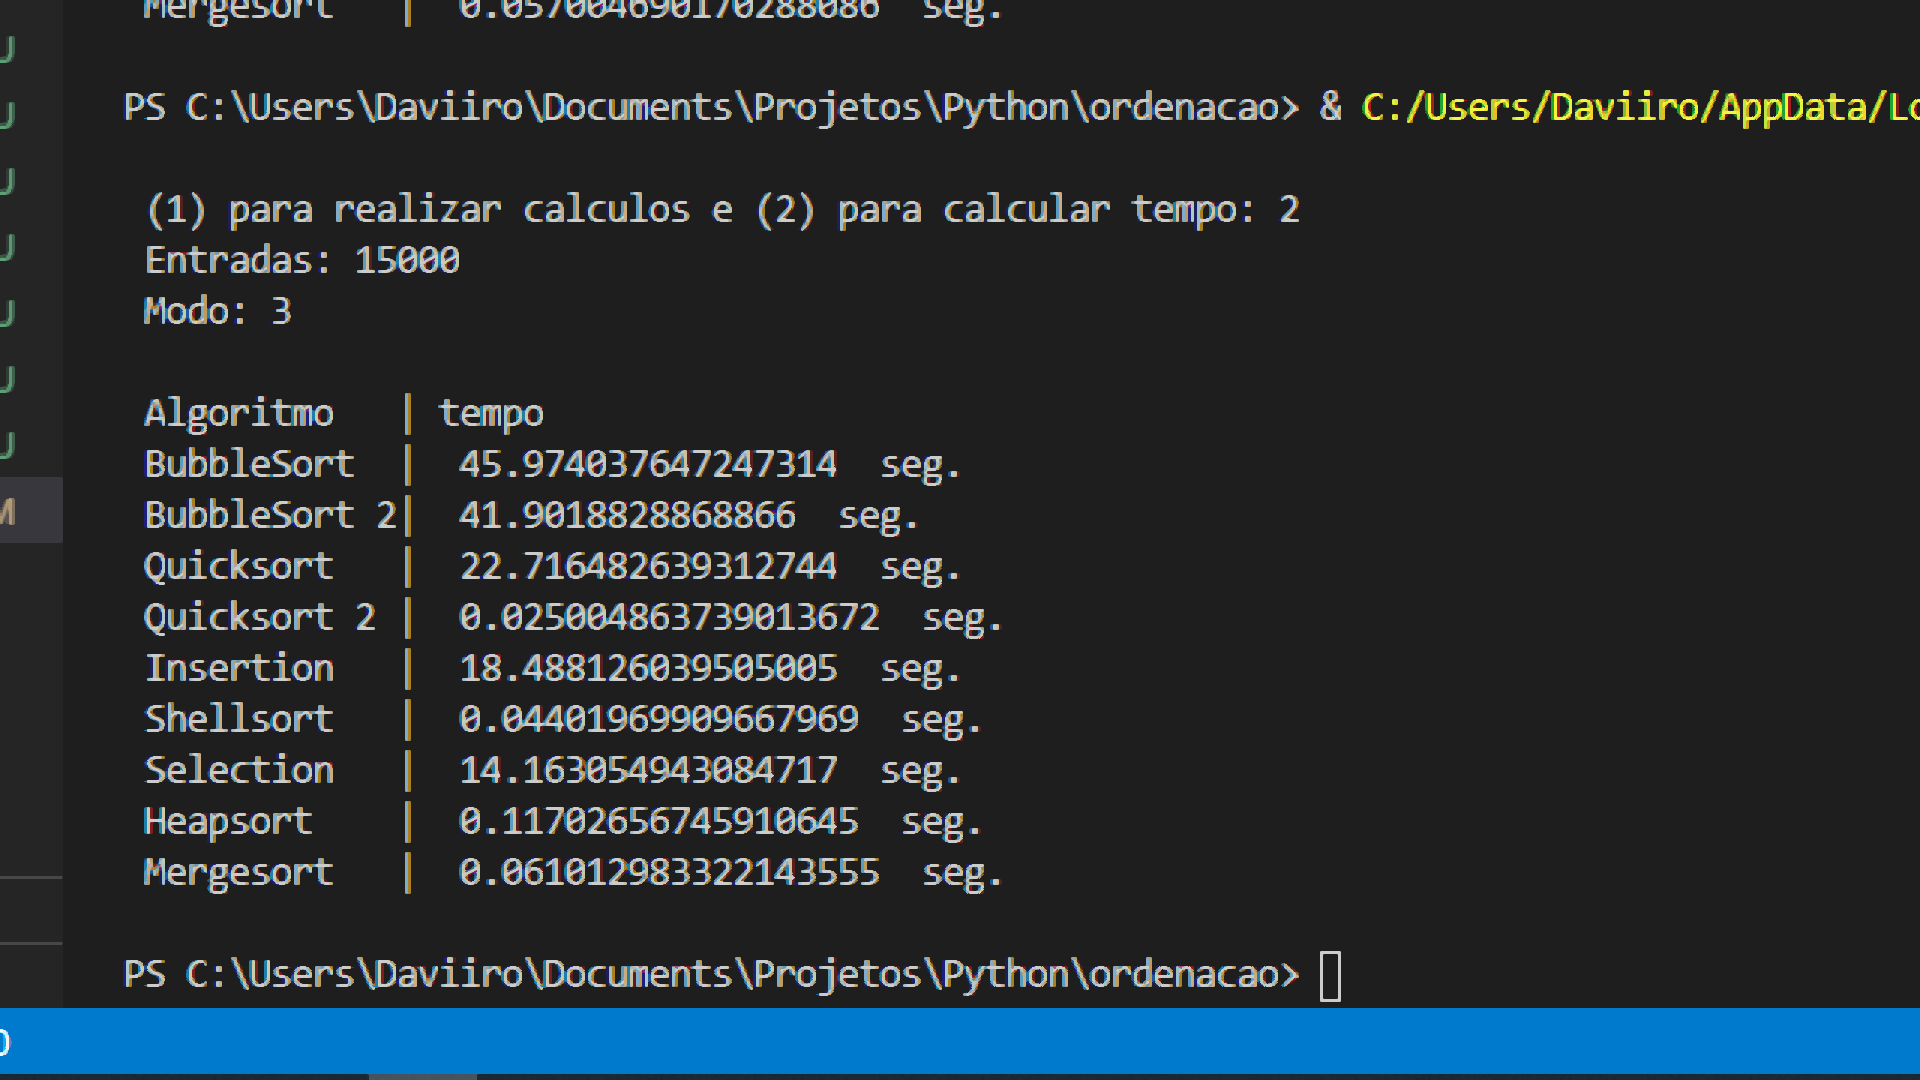 Mergesort | 0.057004690170288086 seg.
PS C:\Users\Daviiro\Documents\Projetos\Python\ordenacao> & C:/Users/Daviiro/AppData/Lo
(1) para realizar calculos e (2) para calcular tempo: 2
Entradas: 15000
Modo: 3
Algoritmo | tempo
BubbleSort | 45.974037647247314 seg.
BubbleSort 2| 41.9018828868866 seg.
Quicksort | 22.716482639312744 seg.
Quicksort 2 | 0.025004863739013672 seg.
Insertion | 18.488126039505005 seg.
Shellsort | 0.04401969909667969 seg.
Selection | 14.163054943084717 seg.
Heapsort | 0.11702656745910645 seg.
Mergesort | 0.061012983322143555 seg.
PS C:\Users\Daviiro\Documents\Projetos\Python\ordenacao>